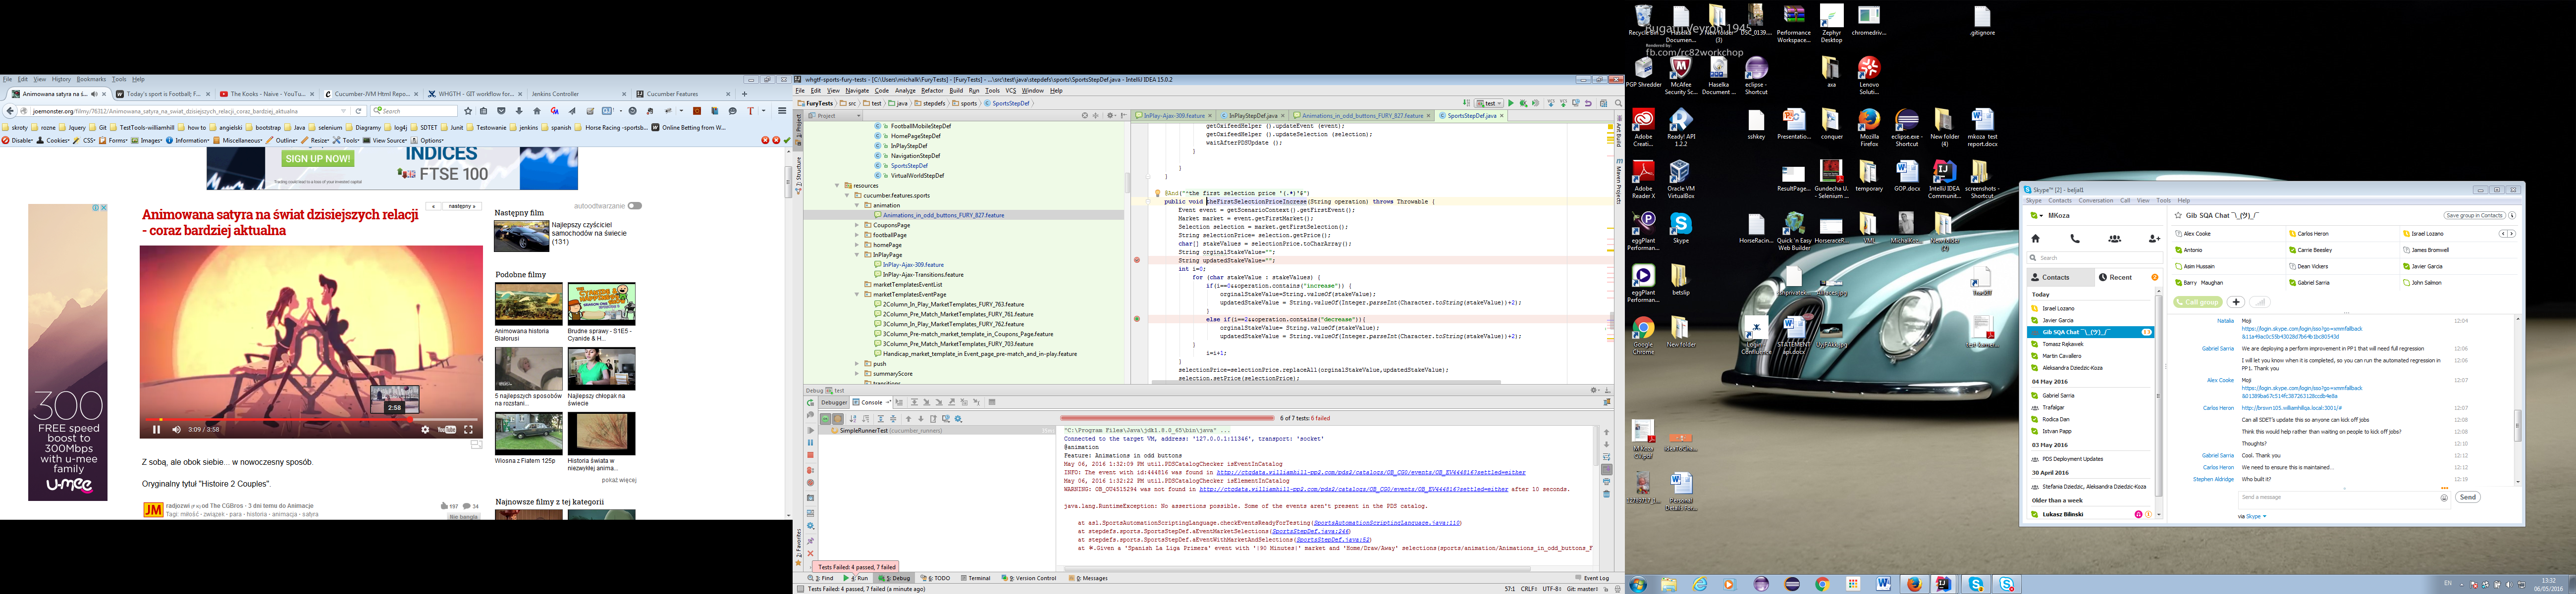 File Edit View History Bookmarks Tools Help
Animowana satyra na ś...
Today's sport is Football; F...
The Kooks - Naive - YouTu...
Cucumber-JVM Html Repo...
WHGTH - GIT workflow for...
Jenkins Controller
Cucumber Features
joemonster.org/filmy/76312/Animowana_satyra_na_swiat_dzisiejszych_relacji_coraz_bardziej_aktualna
Search
skroty rozne Jquery Git TestTools-williamhill how to angielski bootstrap Java selenium Diagramy log4j SDTET Junit Testowanie jenkins spanish Horse Racing -sportsb... Online Betting from W...
Disable Cookies CSS Forms Images Information Miscellaneous Outline Resize Tools View Source Options
SIGN UP NOW!
INDICES
FTSE 100
Animowana satyra na świat dzisiejszych relacji
- coraz bardziej aktualna
« następny »
2:58
3:09 / 3:58
YouTube
Z sobą, ale obok siebie... w nowoczesny sposób.
Oryginalny tytuł "Histoire 2 Couples".
JM
radjozavi od The CGBros - 3 dni temu do Animacje
Tagi: miłość - związek - para - historia - animacja - satyra
197 34
300
FREE speed
boost to
300Mbps
with u-mee
family
u-mee
autoodtwarzanie
Następny film
Najlepszy czyściciel
samochodów na świecie
(131)
Podobne filmy
Animowana historia
Białorusi
Brudne sprawy - S1E5 -
Cyanide & H...
5 najlepszych sposobów
na rozstani...
Najlepszy chłopak na
świecie
Wiosna z Fiatem 125p
Historia świata w
niezwykłej anima...
pokaż więcej
Najnowsze filmy z tej kategorii
whgtf-sports-fury-tests - [C:\Users\michalk\FuryTests] - [FuryTests] - ...\src\test\java\stepdefs\sports\SportsStepDef.java - IntelliJ IDEA 15.0.2
File Edit View Navigate Code Analyze Refactor Build Run Tools VCS Window Help
FuryTests src test java stepdefs sports SportsStepDef
test
Project
FootballMobileStepDef
HomePageStepDef
InPlayStepDef
NavigationStepDef
SportsStepDef
VirtualWorldStepDef
resources
cucumber.features.sports
animation
Animations_in_odd_buttons_FURY_827.feature
CouponsPage
footballPage
homePage
InPlayPage
InPlay-Ajax-309.feature
InPlay-Ajax-Transitions.feature
marketTemplatesEventList
marketTemplatesEventPage
2Column_In_Play_MarketTemplates_FURY_763.feature
2Column_Pre_Match_MarketTemplates_FURY_761.feature
3Column_In_Play_MarketTemplates_FURY_762.feature
3Column_Pre-match_market_templates_in_Coupons_Page.feature
3Column_Pre_Match_MarketTemplates_FURY_703.feature
Handicap_market_template_in Event_page_pre-match_and_in-play.feature
push
summaryScore
transitions
InPlay-Ajax-309.feature
InPlayStepDef.java
Animations_in_odd_buttons_FURY_827.feature
SportsStepDef.java
getOxifeedHelper ().updateEvent (event);
getOxifeedHelper ().updateSelection (selection);
waitAfterPDSUpdate ();
}
}
}
@And("^the first selection price "(.*)"$")
public void theFirstSelectionPriceIncrese(String operation) throws Throwable {
Event event = getScenarioContext().getFirstEvent();
Market market = event.getFirstMarket();
Selection selection = market.getFirstSelection();
String selectionPrice= selection.getPrice();
char[] stakeValues = selectionPrice.toCharArray();
String orginalStakeValue="";
String updatedStakeValue="";
int i=0;
for (char stakeValue : stakeValues) {
if(i==0&&operation.contains("increase")) {
orginalStakeValue=String.valueOf(stakeValue);
updatedStakeValue = String.valueOf(Integer.parseInt(Character.toString(stakeValue))+2);
}
else if(i==2&&operation.contains("decrease")){
orginalStakeValue= String.valueOf(stakeValue);
updatedStakeValue = String.valueOf(Integer.parseInt(Character.toString(stakeValue))+2);
}
i=i+1;
}
selectionPrice=selectionPrice.replaceAll(orginalStakeValue,updatedStakeValue);
selection.setPrice(selectionPrice);
Debug test
Debugger Console
6 of 7 tests: 6 failed
SimpleRunnerTest (cucumber_runners)
"C:\Program Files\Java\jdk1.8.0_65\bin\java" ...
Connected to the target VM, address: '127.0.0.1:11346', transport: 'socket'
@animation
Feature: Animations in odd buttons
May 06, 2016 1:32:09 PM util.PDSCatalogChecker isEventInCatalog
INFO: The event with id:444816 was found in http://ctgdata.williamhill-pp2.com/pds2/catalogs/OB_CG0/events/OB_EV444816?settled=either
May 06, 2016 1:32:22 PM util.PDSCatalogChecker isElementInCatalog
WARNING: OB_OU4515294 was not found in http://ctgdata.williamhill-pp2.com/pds2/catalogs/OB_CG0/events/OB_EV444816?settled=either after 10 seconds.
java.lang.RuntimeException: No assertions possible. Some of the events aren't present in the PDS catalog.
at asl.SportsAutomationScriptingLanguage.checkEventsReadyForTesting(SportsAutomationScriptingLanguage.java:110)
at stepdefs.sports.SportsStepDef.aEventMarketSelections(SportsStepDef.java:246)
at stepdefs.sports.SportsStepDef.aEventWithMarketAndSelections(SportsStepDef.java:52)
at ✽.Given a 'Spanish La Liga Primera' event with '|90 Minutes|' market and 'Home/Draw/Away' selections(sports/animation/Animations_in_odd_buttons_F
Tests Failed: 4 passed, 7 failed
3: Find 4: Run 5: Debug 6: TODO Terminal 9: Version Control 0: Messages Event Log
Tests Failed: 4 passed, 7 failed (a minute ago)
57:1 CRLF UTF-8 Git: master
Bugatti Veyron 1945
Rendered by:
fb.com/rc82workchop
Performance
Workspace...
Zephyr
Desktop
chromedriv...
.gitignore
PGP Shredder
McAfee
Security Sc...
Haselka
Document ...
eclipse -
Shortcut
axa
Lenovo
Solution...
Adobe
Creati...
Ready! API
1.2.2
sshkey
Presentatio...
conquer
Mozilla
Firefox
eclipse.exe -
Shortcut
New folder
(4)
mkoza test
report.docx
Adobe
Reader X
Oracle VM
VirtualBox
ResultPage...
Gundecha U.
- Selenium ...
temporary
GOP.docx
IntelliJ IDEA
Community ...
screenshots -
Shortcut
eggPlant
Performan...
Skype
HorseRacin...
Quick 'n Easy
Web Builder
HorseraceR...
New folder
(2)
eggPlant
Performan...
betslip
Google
Chrome
New folder
Skype™ [2] - beljal1
Skype Contacts Conversation Call View Tools Help
MKoza
Search
Contacts Recent
Today
Israel Lozano
Javier Garcia
Gib SQA Chat ¯\_(ツ)_/¯
Tomasz Rękawek
Martin Cavallero
Aleksandra Dziedzic-Koza
04 May 2016
Gabriel Sarria
Trafalgar
Rodica Dan
Istvan Papp
03 May 2016
PDS Deployment Updates
30 April 2016
Stefania Dziedzic, Aleksandra Dziedzic-Koza
Older than a week
Lukasz Bilinski
Gib SQA Chat ¯\_(ツ)_/¯
Save group in Contacts
Alex Cooke Carlos Heron Israel Lozano
Antonio Carrie Beesley James Bromwell
Asim Hussain Dean Vickers Javier Garcia
Barry Maughan Gabriel Sarria John Salmon
Call group
Natalia Moji 12:04
https://login.skype.com/login/sso?go=xmmfallback
Gabriel Sarria We are deploying a perform improvement in PP1 that will need full regression 12:06
I will let you know when it is completed, so you can run the automated regression in 12:06
PP1. Thank you
Alex Cooke Moji 12:07
https://login.skype.com/login/sso?go=xmmfallback
Carlos Heron http://brswn105.williamhillqa.local:3001/# 12:07
Can all SDET's update this so anyone can kick off jobs 12:08
Think this would help rather than waiting on people to kick off jobs? 12:08
Thoughts? 12:10
Gabriel Sarria Cool. Thank you 12:12
Carlos Heron We need to ensure this is maintained... 12:12
Stephen Aldridge Who built it? 12:19
Send a message
Send
via Skype
EN
13:32
06/05/2016